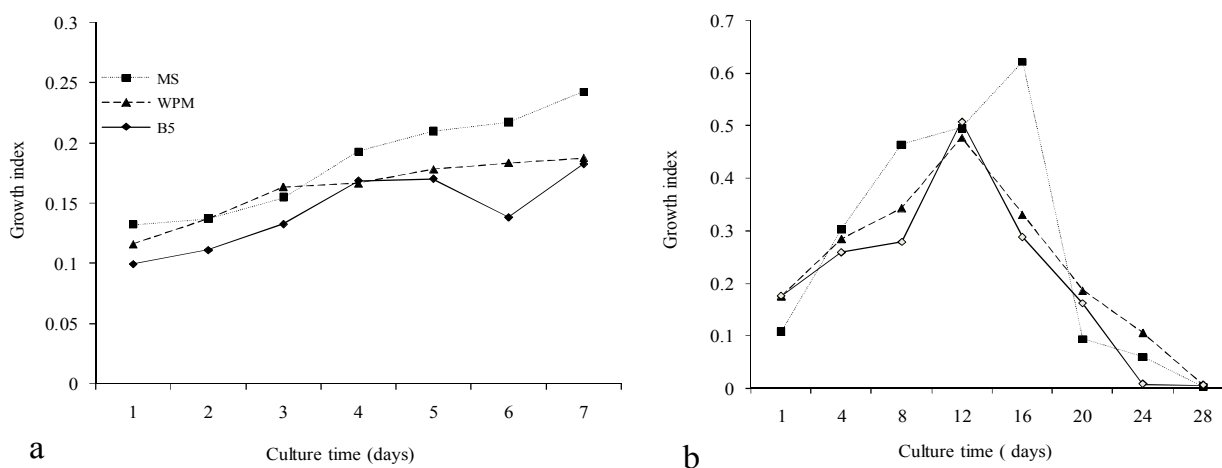 0.3
0.25
0.2
0.15
0.1
0.05
0
Growth index
MS
WPM
B5
1 2 3 4 5 6 7
Culture time (days)
a
0.7
0.6
0.5
0.4
0.3
0.2
0.1
0
Growth index
1 4 8 12 16 20 24 28
Culture time ( days)
b